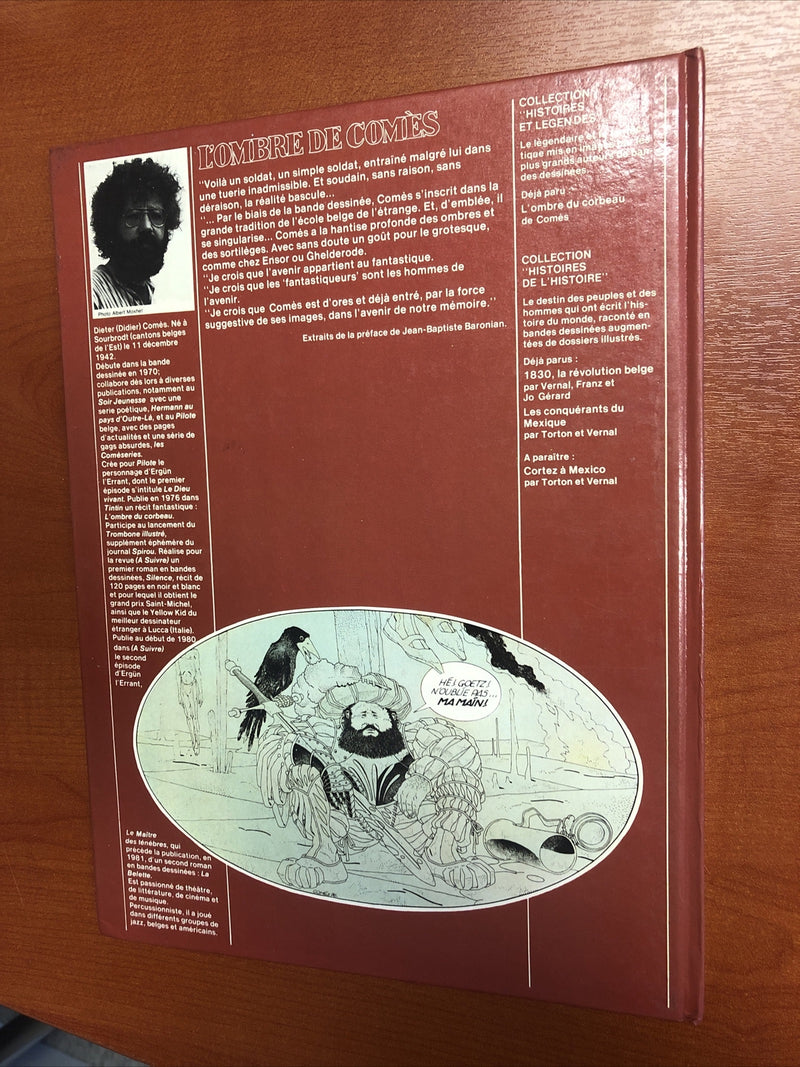 L'OMBRE DE COMÈS
"Voilà un soldat, un simple soldat, entraîné malgré lui dans
une tuerie inadmissible. Et soudain, sans raison, sans
déraison, la réalité bascule...
"... Par le biais de la bande dessinée, Comès s'inscrit dans la
grande tradition de l'école belge de l'étrange. Et, d'emblée, il
se singularise... Comès a la hantise profonde des ombres et
des sortilèges. Avec sans doute un goût pour le grotesque,
comme chez Ensor ou Ghelderode.
"Je crois que l'avenir appartient au fantastique.
"Je crois que les 'fantastiqueurs' sont les hommes de
l'avenir.
"Je crois que Comès est d'ores et déjà entré, par la force
suggestive de ses images, dans l'avenir de notre mémoire."
Extraits de la préface de Jean-Baptiste Baronian.
Photo Albert Moxhet
Dieter (Didier) Comès. Né à
Sourbrodt (cantons belges
de l'Est) le 11 décembre
1942.
Débute dans la bande
dessinée en 1970;
collabore dès lors à diverses
publications, notamment au
Soir Jeunesse avec une
serie poétique, Hermann au
pays d'Outre-Là, et au Pilote
belge, avec des pages
d'actualités et une série de
gags absurdes, les
Comèseries.
Crée pour Pilote le
personnage d'Ergün
l'Errant, dont le premier
épisode s'intitule Le Dieu
vivant. Publie en 1976 dans
Tintin un récit fantastique :
L'ombre du corbeau.
Participe au lancement du
Trombone illustré,
supplément éphémère du
journal Spirou. Réalise pour
la revue (A Suivre) un
premier roman en bandes
dessinées, Silence, récit de
120 pages en noir et blanc
et pour lequel il obtient le
grand prix Saint-Michel,
ainsi que le Yellow Kid du
meilleur dessinateur
étranger à Lucca (Italie).
Publie au début de 1980
dans (A Suivre)
le second
épisode
d'Ergün
l'Errant,
Le Maître
des ténèbres, qui
précède la publication, en
1981, d'un second roman
en bandes dessinées : La
Belette.
Est passionné de théâtre,
de littérature, de cinéma et
de musique.
Percussionniste, il a joué
dans différents groupes de
jazz, belges et américains.
COLLECTION
"HISTOIRES
ET LEGENDES
Le légendaire et
tique mis en images
plus grands
des dessinées.
Déjà paru
L'ombre du corbeau
de Comès
COLLECTION
"HISTOIRES
DE L'HISTOIRE"
Le destin des peuples et des
hommes qui ont écrit l'his-
toire du monde, raconté en
bandes dessinées augmen-
tées de dossiers illustrés.
Déjà parus :
1830, la révolution belge
par Vernal, Franz et
Jo Gérard
Les conquérants du
Mexique
par Torton et Vernal
A paraître :
Cortez à Mexico
par Torton et Vernal
HÉ! GOETZ!
N'OUBLIE PAS...
MA MAIN!